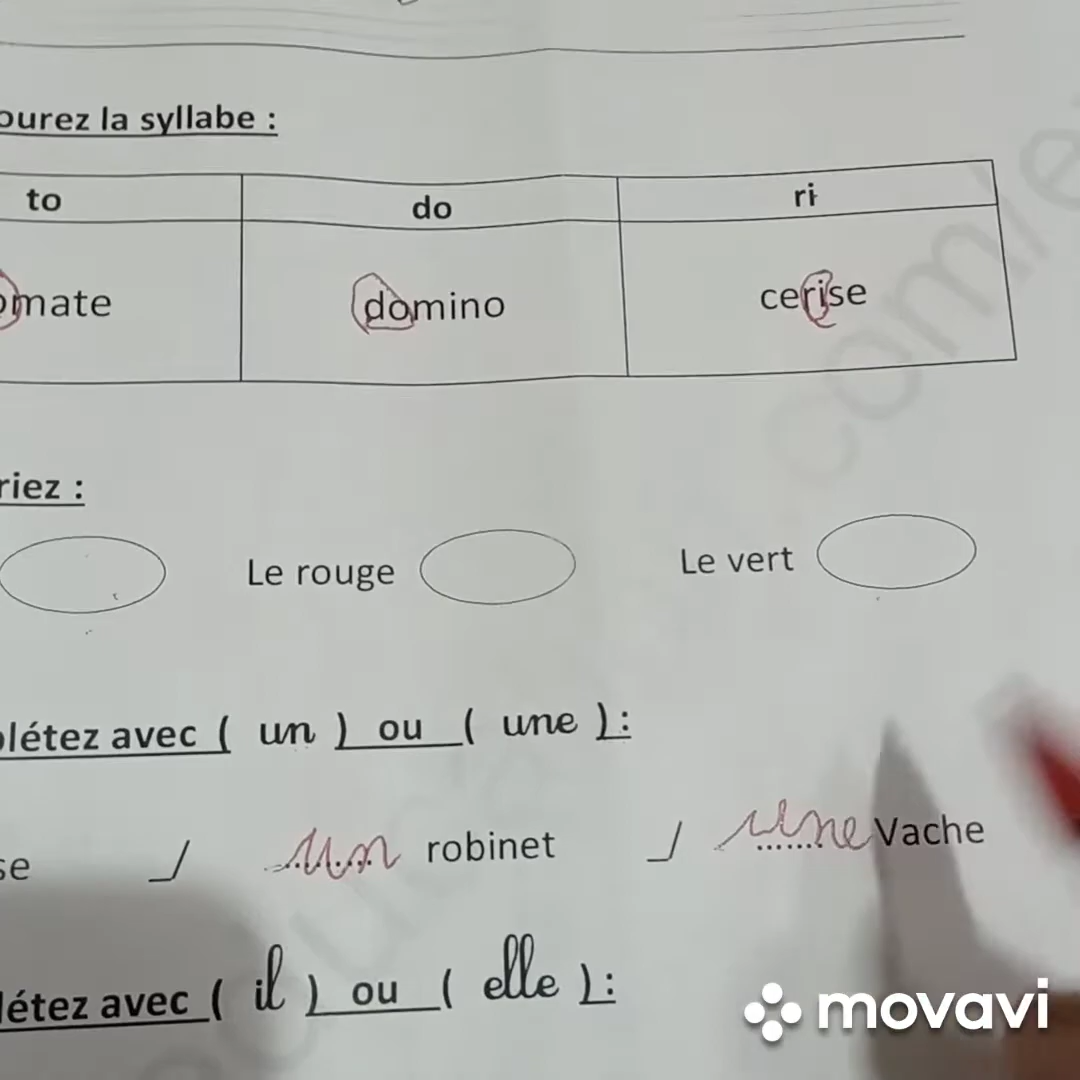 ourez la syllabe :
to do ri
omate domino cerise
riez :
Le rouge Le vert
létez avec ( un ) ou ( une ) :
se / un robinet / une Vache
létez avec ( il ) ou ( elle ) :
movavi